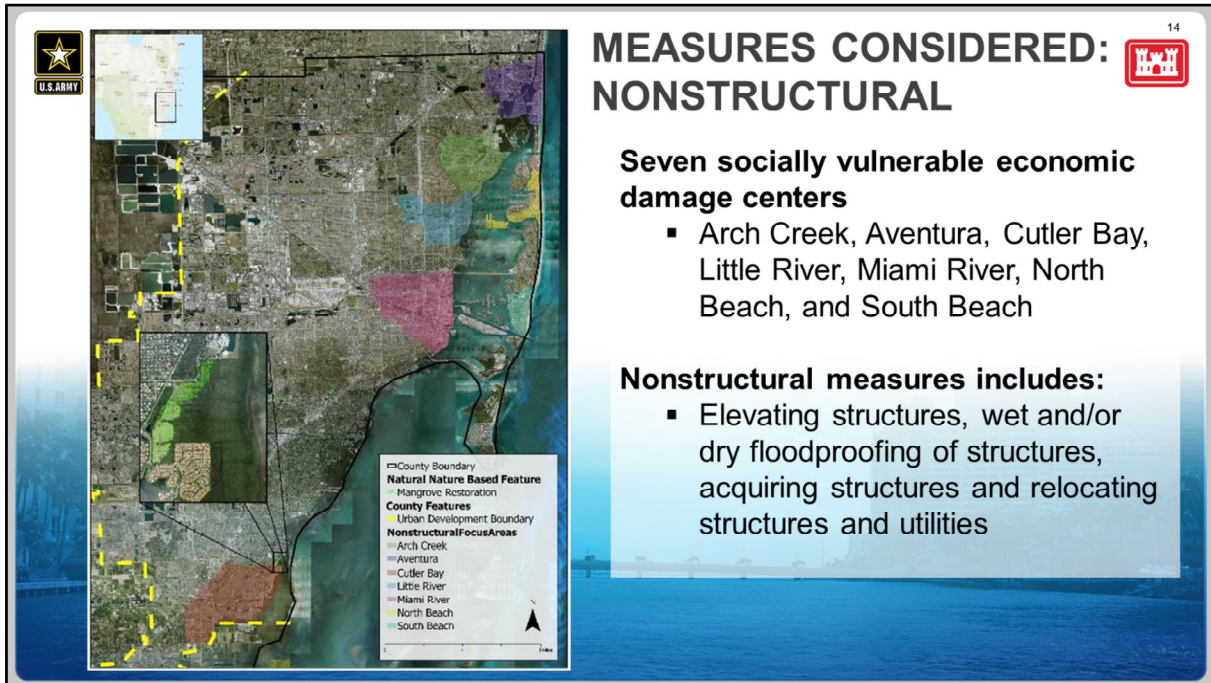 14
U.S.ARMY
MEASURES CONSIDERED:
NONSTRUCTURAL
Seven socially vulnerable economic
damage centers
▪ Arch Creek, Aventura, Cutler Bay,
Little River, Miami River, North
Beach, and South Beach
Nonstructural measures includes:
▪ Elevating structures, wet and/or
dry floodproofing of structures,
acquiring structures and relocating
structures and utilities
County Boundary
Natural Nature Based Feature
Mangrove Restoration
County Features
Urban Development Boundary
NonstructuralFocusAreas
Arch Creek
Aventura
Cutler Bay
Little River
Miami River
North Beach
South Beach